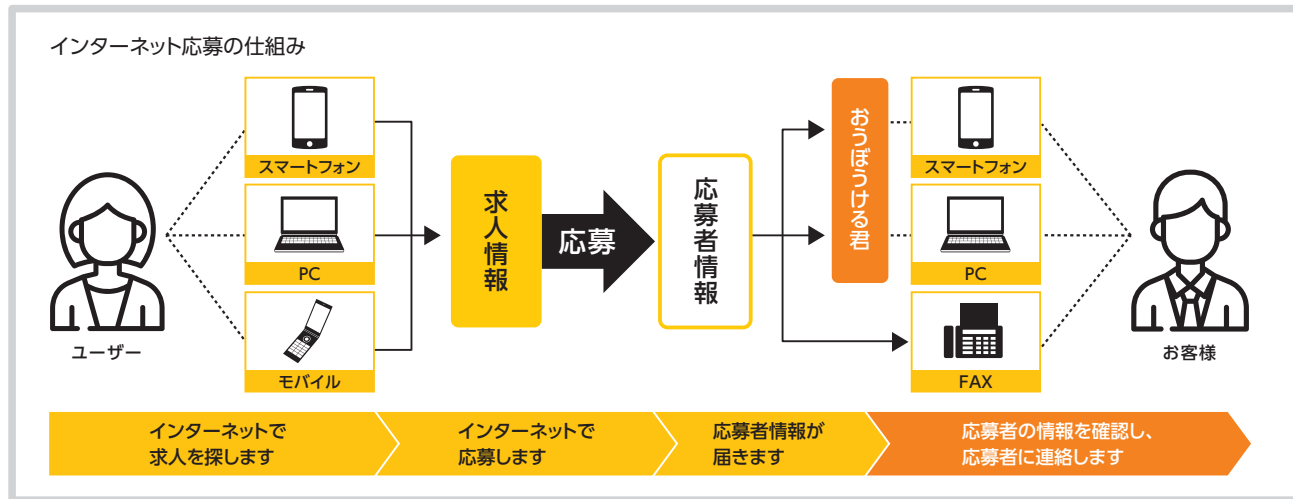 インターネット応募の仕組み
スマートフォン
PC
モバイル
ユーザー
求人情報
応募
応募者情報
おうぼうける君
スマートフォン
PC
FAX
お客様
インターネットで
求人を探します
インターネットで
応募します
応募者情報が
届きます
応募者の情報を確認し、
応募者に連絡します